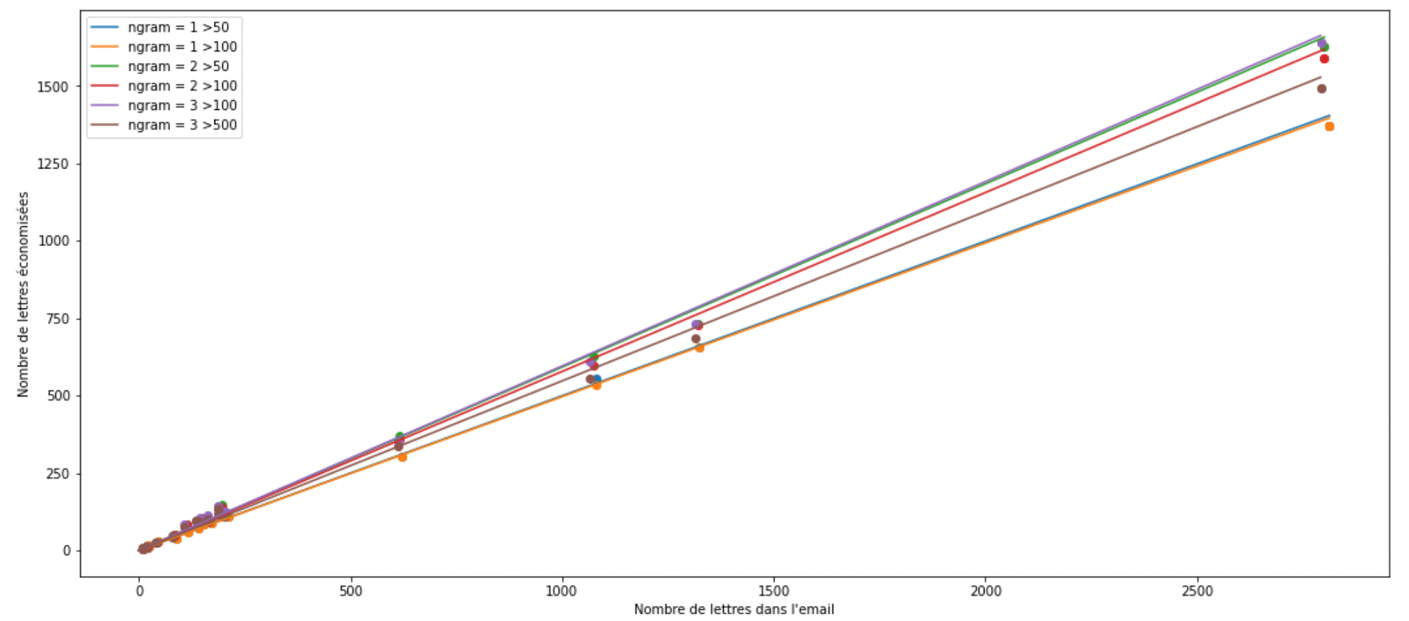 ngram = 1 >50
ngram = 1 >100
ngram = 2 >50
ngram = 2 >100
ngram = 3 >100
ngram = 3 >500
1500
1250
1000
750
500
250
0
Nombre de lettres économisées
0
500
1000
1500
2000
2500
Nombre de lettres dans l'email